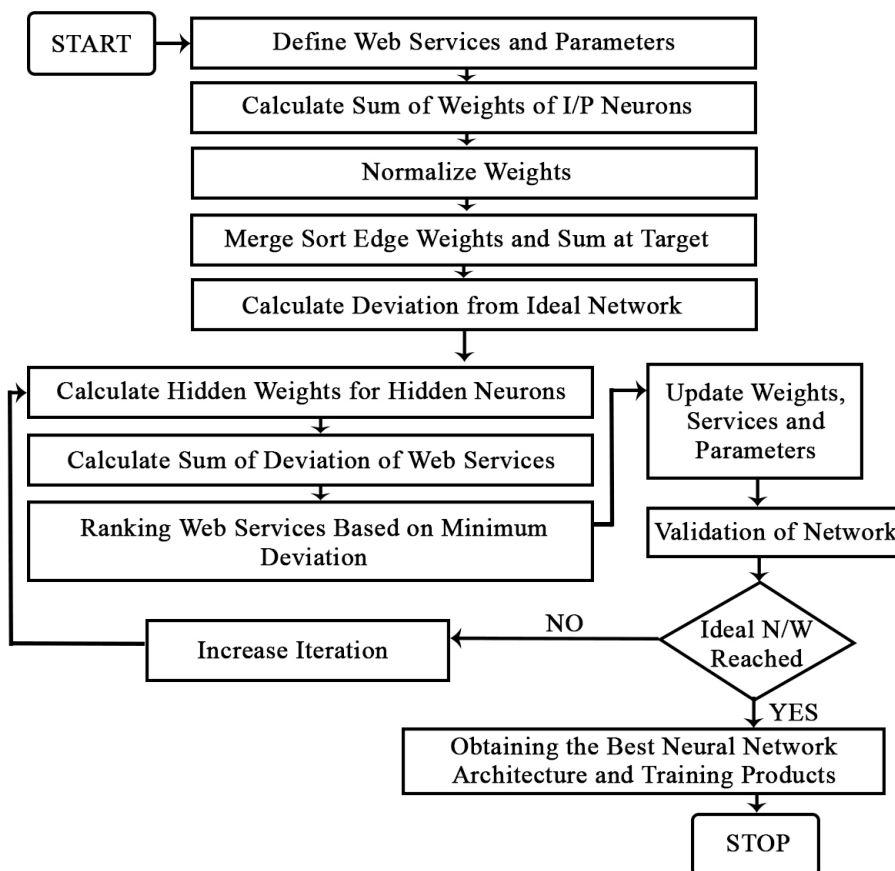 START
Define Web Services and Parameters
Calculate Sum of Weights of I/P Neurons
Normalize Weights
Merge Sort Edge Weights and Sum at Target
Calculate Deviation from Ideal Network
Calculate Hidden Weights for Hidden Neurons
Calculate Sum of Deviation of Web Services
Ranking Web Services Based on Minimum
Deviation
Update Weights,
Services and
Parameters
Validation of Network
Ideal N/W
Reached
NO
Increase Iteration
YES
Obtaining the Best Neural Network
Architecture and Training Products
STOP